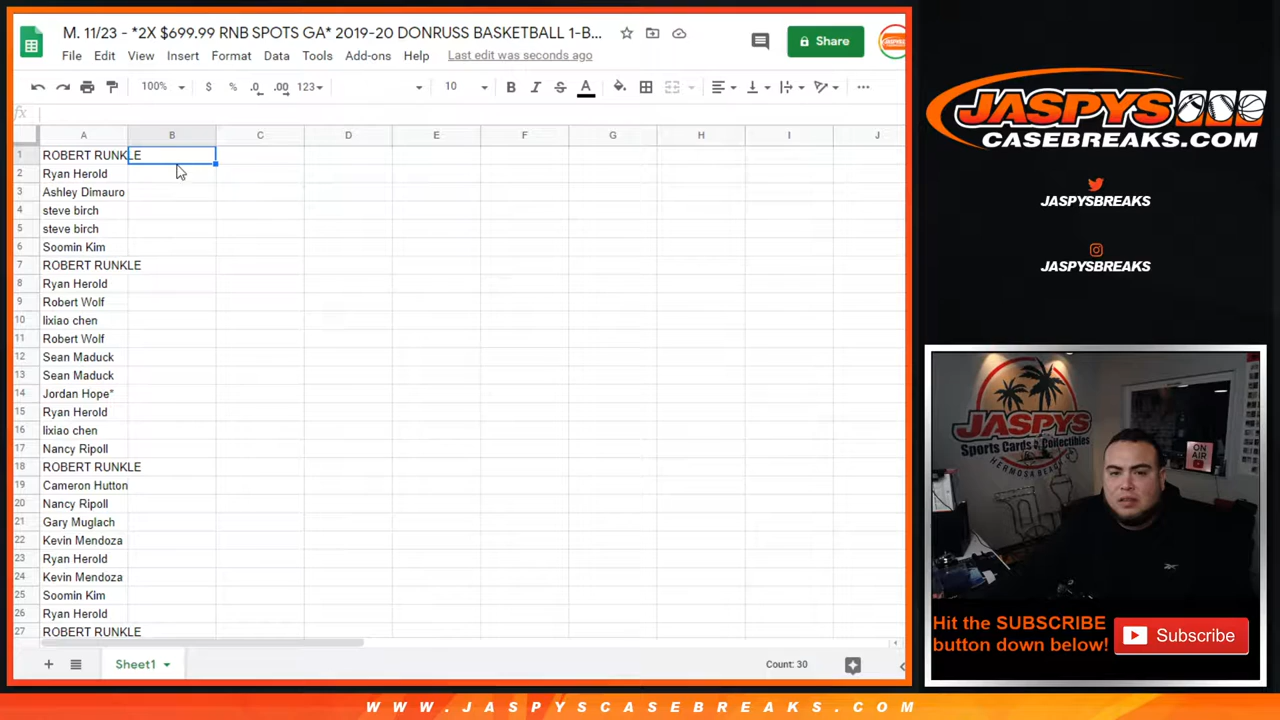 M. 11/23 - *2X $699.99 RNB SPOTS GA* 2019-20 DONRUSS BASKETBALL 1-B...
Share
File Edit View Insert Format Data Tools Add-ons Help Last edit was seconds ago
100% $ % .0 .00 123 10 B I S A
fx
A B C D E F G H I J
1 ROBERT RUNKLE
2 Ryan Herold
3 Ashley Dimauro
4 steve birch
5 steve birch
6 Soomin Kim
7 ROBERT RUNKLE
8 Ryan Herold
9 Robert Wolf
10 lixiao chen
11 Robert Wolf
12 Sean Maduck
13 Sean Maduck
14 Jordan Hope"
15 Ryan Herold
16 lixiao chen
17 Nancy Ripoll
18 ROBERT RUNKLE
19 Cameron Hutton
20 Nancy Ripoll
21 Gary Muglach
22 Kevin Mendoza
23 Ryan Herold
24 Kevin Mendoza
25 Soomin Kim
26 Ryan Herold
27 ROBERT RUNKLE
Sheet1
Count: 30
JASPYS
CASEBREAKS.COM
JASPYSBREAKS
JASPYSBREAKS
JASPYS
Sports Cards & Collectibles
HERMOSA BEACH
ON
AIR
Hit the SUBSCRIBE
button down below!
Subscribe
WWW.JASPYSCASEBREAKS.COM